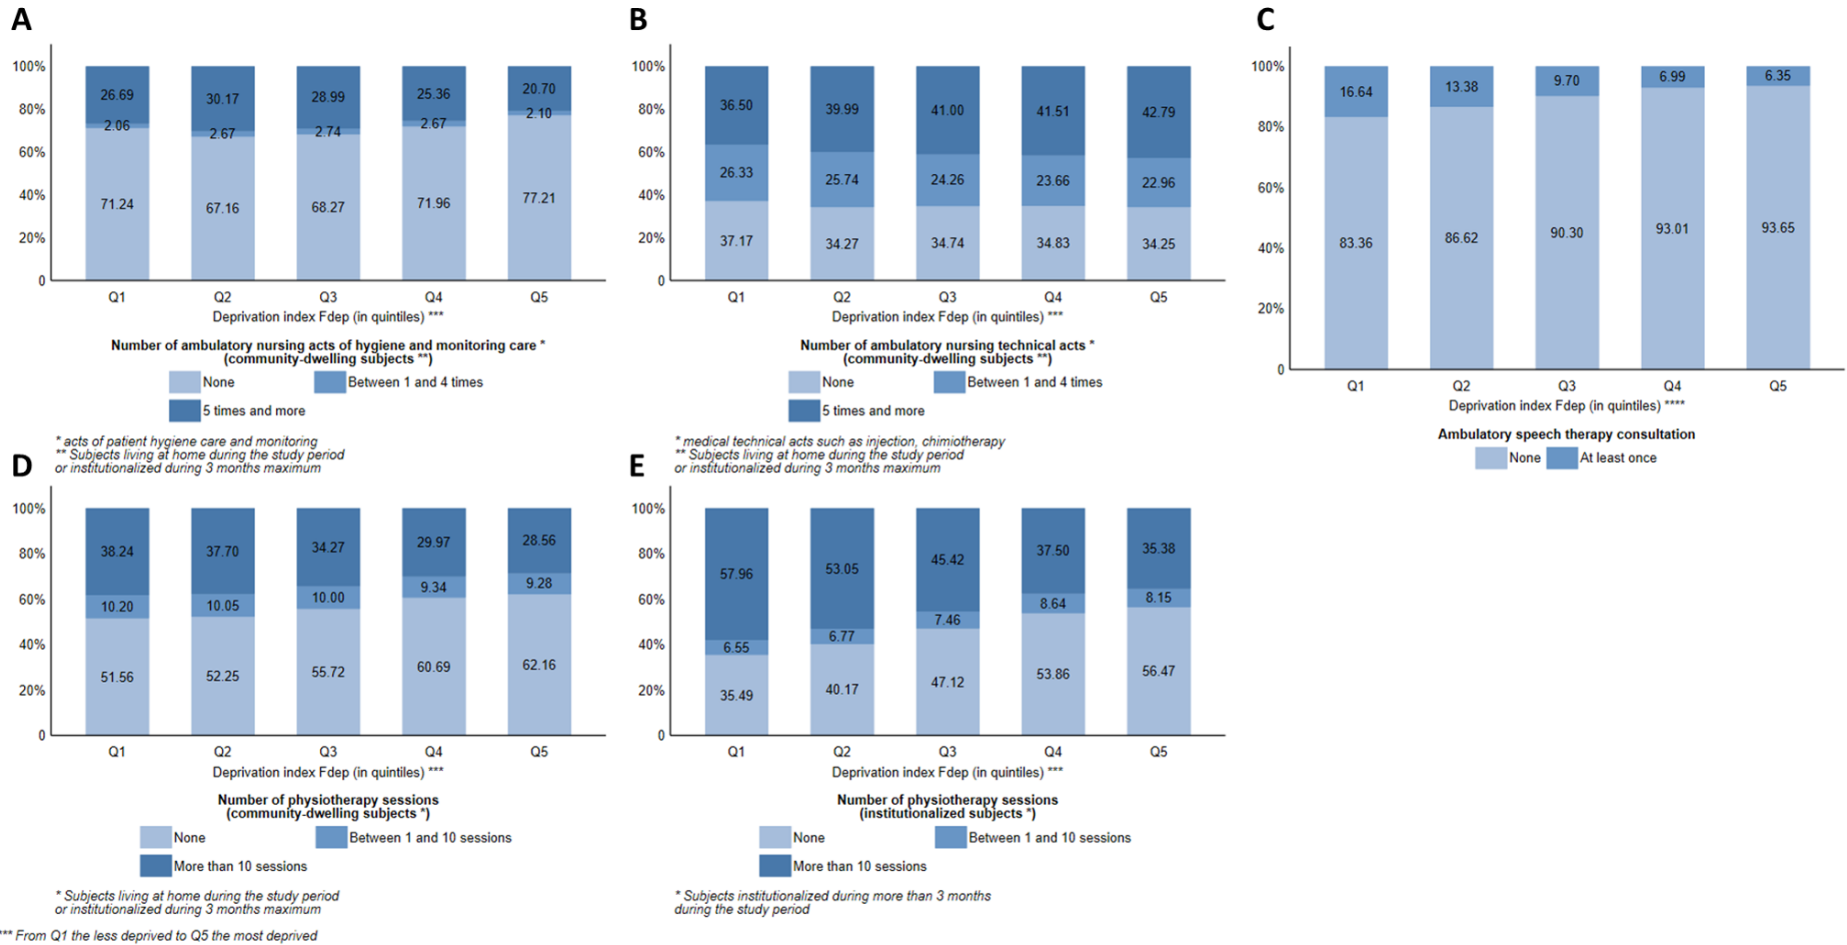 A
100%
80%
60%
40%
20%
0
26.69
30.17
28.99
25.36
20.70
2.06
2.67
2.74
2.67
2.10
71.24
67.16
68.27
71.96
77.21
Q1 Q2 Q3 Q4 Q5
Deprivation index Fdep (in quintiles) ***
Number of ambulatory nursing acts of hygiene and monitoring care *
(community-dwelling subjects **)
None Between 1 and 4 times
5 times and more
* acts of patient hygiene care and monitoring
** Subjects living at home during the study period
or institutionalized during 3 months maximum
B
100%
80%
60%
40%
20%
0
36.50
39.99
41.00
41.51
42.79
26.33
25.74
24.26
23.66
22.96
37.17
34.27
34.74
34.83
34.25
Q1 Q2 Q3 Q4 Q5
Deprivation index Fdep (in quintiles) ***
Number of ambulatory nursing technical acts *
(community-dwelling subjects **)
None Between 1 and 4 times
5 times and more
* medical technical acts such as injection, chimiotherapy
** Subjects living at home during the study period
or institutionalized during 3 months maximum
C
100%
80%
60%
40%
20%
0
16.64
13.38
9.70
6.99
6.35
83.36
86.62
90.30
93.01
93.65
Q1 Q2 Q3 Q4 Q5
Deprivation index Fdep (in quintiles) ****
Ambulatory speech therapy consultation
None At least once
D
100%
80%
60%
40%
20%
0
38.24
37.70
34.27
29.97
28.56
10.20
10.05
10.00
9.34
9.28
51.56
52.25
55.72
60.69
62.16
Q1 Q2 Q3 Q4 Q5
Deprivation index Fdep (in quintiles) ***
Number of physiotherapy sessions
(community-dwelling subjects *)
None Between 1 and 10 sessions
More than 10 sessions
* Subjects living at home during the study period
or institutionalized during 3 months maximum
*** From Q1 the less deprived to Q5 the most deprived
E
100%
80%
60%
40%
20%
0
57.96
53.05
45.42
37.50
35.38
6.55
6.77
7.46
8.64
8.15
35.49
40.17
47.12
53.86
56.47
Q1 Q2 Q3 Q4 Q5
Deprivation index Fdep (in quintiles) ***
Number of physiotherapy sessions
(institutionalized subjects *)
None Between 1 and 10 sessions
More than 10 sessions
* Subjects institutionalized during more than 3 months
during the study period